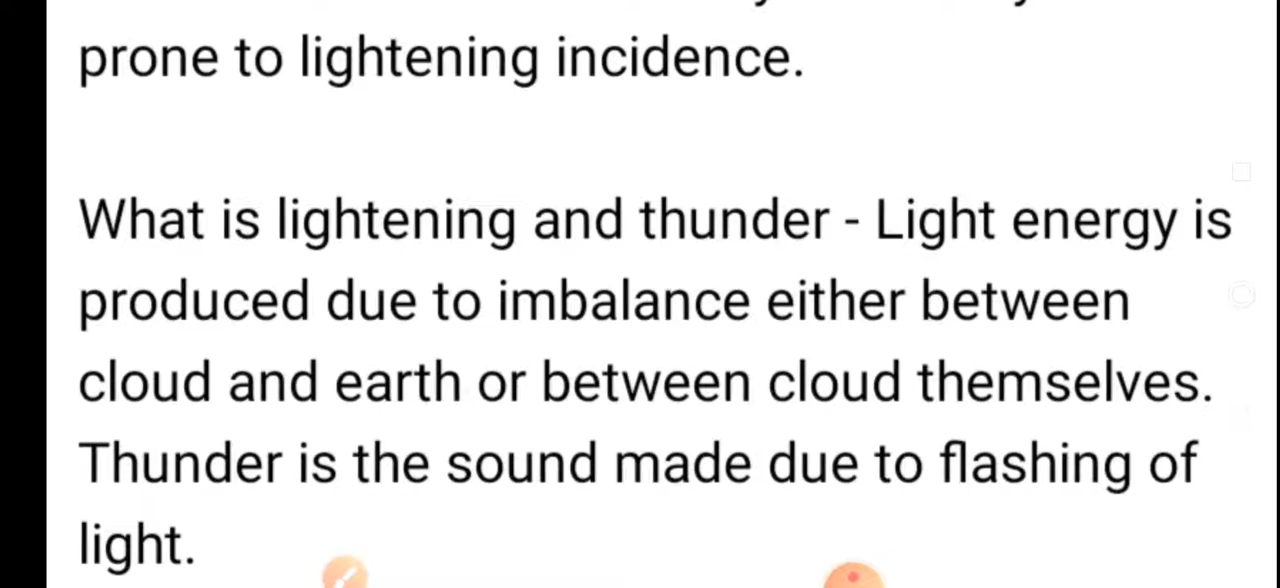 prone to lightening incidence.
What is lightening and thunder - Light energy is
produced due to imbalance either between
cloud and earth or between cloud themselves.
Thunder is the sound made due to flashing of
light.